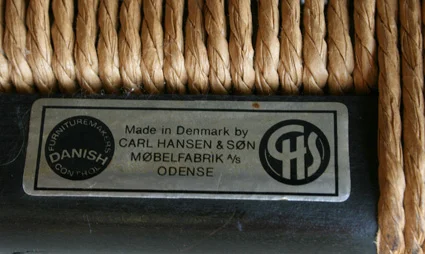 FURNITUREMAKERS
DANISH
CONTROL
Made in Denmark by
CARL HANSEN & SØN
MØBELFABRIK A/S
ODENSE
CHS